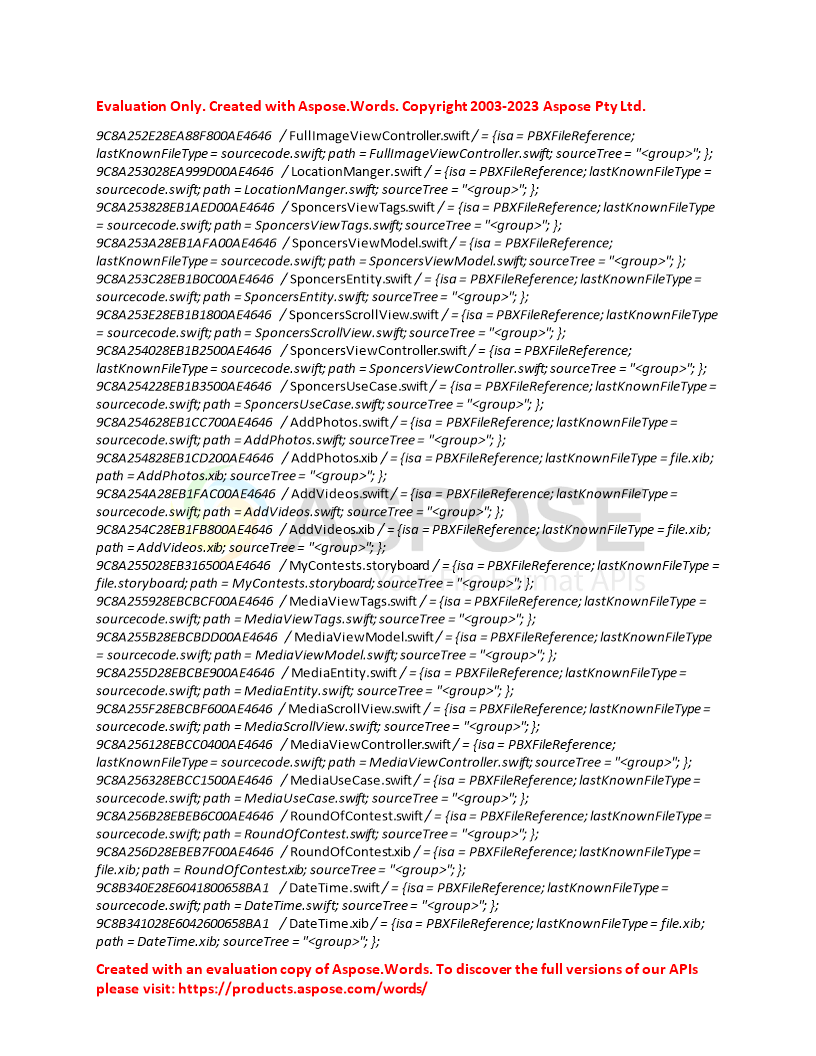 Evaluation Only. Created with Aspose.Words. Copyright 2003-2023 Aspose Pty Ltd.
9C8A252E28EA88F800AE4646 / FullImageViewController.swift / = {isa = PBXFileReference;
lastKnownFileType = sourcecode.swift; path = FullImageViewController.swift; sourceTree = "<group>"; };
9C8A253028EA999D00AE4646 / LocationManger.swift / = {isa = PBXFileReference; lastKnownFileType =
sourcecode.swift; path = LocationManger.swift; sourceTree = "<group>"; };
9C8A253828EB1AED00AE4646 / SponcersViewTags.swift / = {isa = PBXFileReference; lastKnownFileType
= sourcecode.swift; path = SponcersViewTags.swift; sourceTree = "<group>"; };
9C8A253A28EB1AFA00AE4646 / SponcersViewModel.swift / = {isa = PBXFileReference;
lastKnownFileType = sourcecode.swift; path = SponcersViewModel.swift; sourceTree = "<group>"; };
9C8A253C28EB1B0C00AE4646 / SponcersEntity.swift / = {isa = PBXFileReference; lastKnownFileType =
sourcecode.swift; path = SponcersEntity.swift; sourceTree = "<group>"; };
9C8A253E28EB1B1800AE4646 / SponcersScrollView.swift / = {isa = PBXFileReference; lastKnownFileType
= sourcecode.swift; path = SponcersScrollView.swift; sourceTree = "<group>"; };
9C8A254028EB1B2500AE4646 / SponcersViewController.swift / = {isa = PBXFileReference;
lastKnownFileType = sourcecode.swift; path = SponcersViewController.swift; sourceTree = "<group>"; };
9C8A254228EB1B3500AE4646 / SponcersUseCase.swift / = {isa = PBXFileReference; lastKnownFileType =
sourcecode.swift; path = SponcersUseCase.swift; sourceTree = "<group>"; };
9C8A254628EB1CC700AE4646 / AddPhotos.swift / = {isa = PBXFileReference; lastKnownFileType =
sourcecode.swift; path = AddPhotos.swift; sourceTree = "<group>"; };
9C8A254828EB1CD200AE4646 / AddPhotos.xib / = {isa = PBXFileReference; lastKnownFileType = file.xib;
path = AddPhotos.xib; sourceTree = "<group>"; };
9C8A254A28EB1FAC00AE4646 / AddVideos.swift / = {isa = PBXFileReference; lastKnownFileType =
sourcecode.swift; path = AddVideos.swift; sourceTree = "<group>"; };
9C8A254C28EB1FB800AE4646 / AddVideos.xib / = {isa = PBXFileReference; lastKnownFileType = file.xib;
path = AddVideos.xib; sourceTree = "<group>"; };
9C8A255028EB316500AE4646 / MyContests.storyboard / = {isa = PBXFileReference; lastKnownFileType =
file.storyboard; path = MyContests.storyboard; sourceTree = "<group>"; };
9C8A255928EBCBCF00AE4646 / MediaViewTags.swift / = {isa = PBXFileReference; lastKnownFileType =
sourcecode.swift; path = MediaViewTags.swift; sourceTree = "<group>"; };
9C8A255B28EBCBDD00AE4646 / MediaViewModel.swift / = {isa = PBXFileReference; lastKnownFileType
= sourcecode.swift; path = MediaViewModel.swift; sourceTree = "<group>"; };
9C8A255D28EBCBE900AE4646 / MediaEntity.swift / = {isa = PBXFileReference; lastKnownFileType =
sourcecode.swift; path = MediaEntity.swift; sourceTree = "<group>"; };
9C8A255F28EBCBF600AE4646 / MediaScrollView.swift / = {isa = PBXFileReference; lastKnownFileType =
sourcecode.swift; path = MediaScrollView.swift; sourceTree = "<group>"; };
9C8A256128EBCC0400AE4646 / MediaViewController.swift / = {isa = PBXFileReference;
lastKnownFileType = sourcecode.swift; path = MediaViewController.swift; sourceTree = "<group>"; };
9C8A256328EBCC1500AE4646 / MediaUseCase.swift / = {isa = PBXFileReference; lastKnownFileType =
sourcecode.swift; path = MediaUseCase.swift; sourceTree = "<group>"; };
9C8A256B28EBEB6C00AE4646 / RoundOfContest.swift / = {isa = PBXFileReference; lastKnownFileType =
sourcecode.swift; path = RoundOfContest.swift; sourceTree = "<group>"; };
9C8A256D28EBEB7F00AE4646 / RoundOfContest.xib / = {isa = PBXFileReference; lastKnownFileType =
file.xib; path = RoundOfContest.xib; sourceTree = "<group>"; };
9C8B340E28E6041800658BA1 / DateTime.swift / = {isa = PBXFileReference; lastKnownFileType =
sourcecode.swift; path = DateTime.swift; sourceTree = "<group>"; };
9C8B341028E6042600658BA1 / DateTime.xib / = {isa = PBXFileReference; lastKnownFileType = file.xib;
path = DateTime.xib; sourceTree = "<group>"; };
ASPOSE
Your File Format APIs
Created with an evaluation copy of Aspose.Words. To discover the full versions of our APIs
please visit: https://products.aspose.com/words/